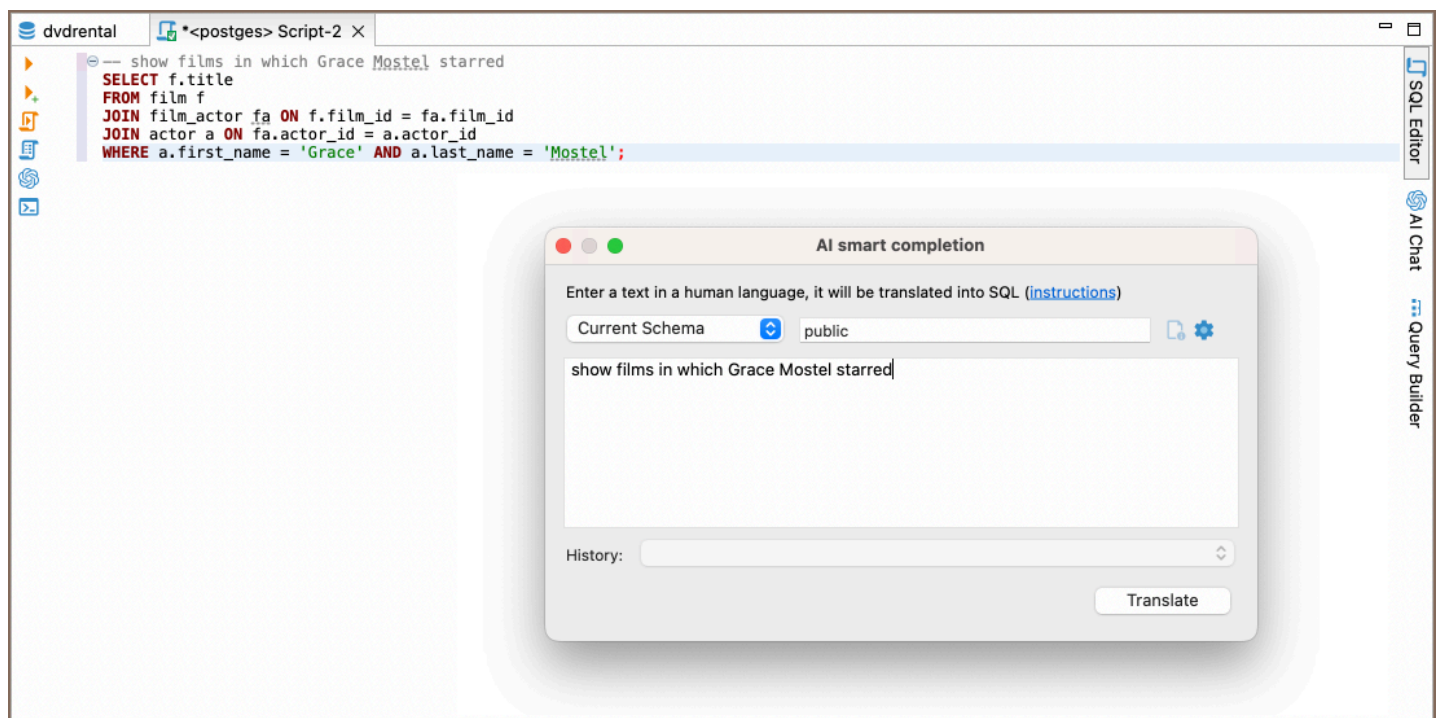 dvdrental
*<postges> Script-2
-- show films in which Grace Mostel starred
SELECT f.title
FROM film f
JOIN film_actor fa ON f.film_id = fa.film_id
JOIN actor a ON fa.actor_id = a.actor_id
WHERE a.first_name = 'Grace' AND a.last_name = 'Mostel';
SQL Editor
AI Chat
Query Builder
AI smart completion
Enter a text in a human language, it will be translated into SQL (instructions)
Current Schema
public
show films in which Grace Mostel starred
History:
Translate